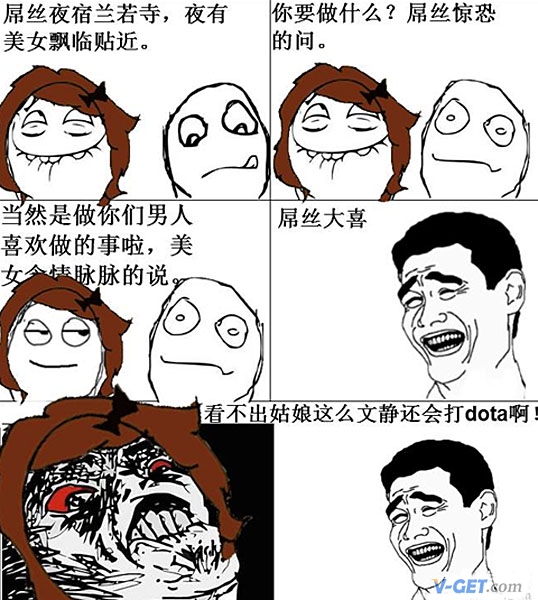 屌丝夜宿兰若寺，夜有
美女飘临贴近。
你要做什么？屌丝惊恐
的问。
当然是做你们男人
喜欢做的事啦，美
女含情脉脉的说。
屌丝大喜
看不出姑娘这么文静还会打dota啊！
V-GET.com